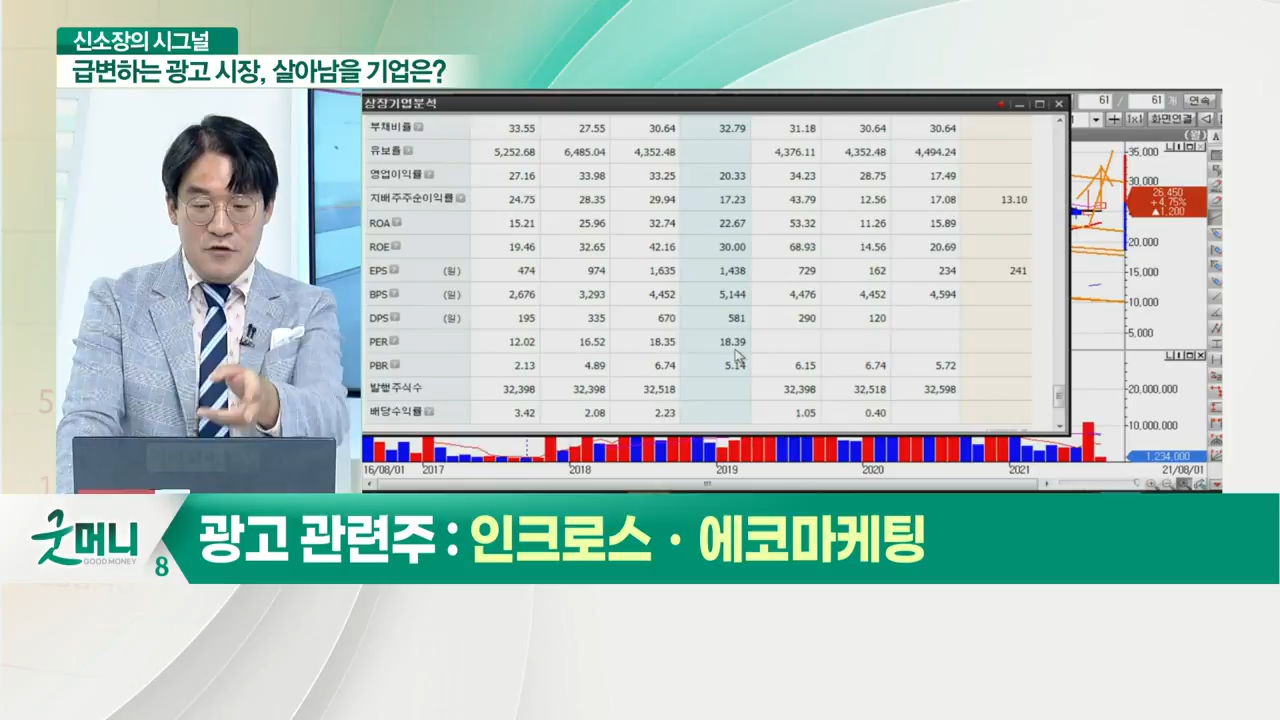 신소장의 시그널
급변하는 광고 시장, 살아남을 기업은?
상장기업분석
61 / 61 개 연속
1x1 화면연결
(월) A
부채비율 33.55 27.55 30.64 32.79 31.18 30.64 30.64
유보율 5,252.68 6,485.04 4,352.48 4,376.11 4,352.48 4,494.24
영업이익률 27.16 33.98 33.25 20.33 34.23 28.75 17.49
지배주주순이익률 24.75 28.35 29.94 17.23 43.79 12.56 17.08 13.10
ROA 15.21 25.96 32.74 22.67 53.32 11.26 15.89
ROE 19.46 32.65 42.16 30.00 68.93 14.56 20.69
EPS (원) 474 974 1,635 1,438 729 162 234 241
BPS (원) 2,676 3,293 4,452 5,144 4,476 4,452 4,594
DPS (원) 195 335 670 581 290 120
PER 12.02 16.52 18.35 18.39
PBR 2.13 4.89 6.74 5.14 6.15 6.74 5.72
발행주식수 32,398 32,398 32,518 32,398 32,518 32,598
배당수익률 3.42 2.08 2.23 1.05 0.40
35,000
30,000
26,450
+4.75%
▲1,200
20,000
15,000
10,000
5,000
20,000,000
10,000,000
1,234,000
16/08/01 2017 2018 2019 2020 2021 21/08/01
굿머니
GOOD MONEY
8
광고 관련주 : 인크로스 · 에코마케팅